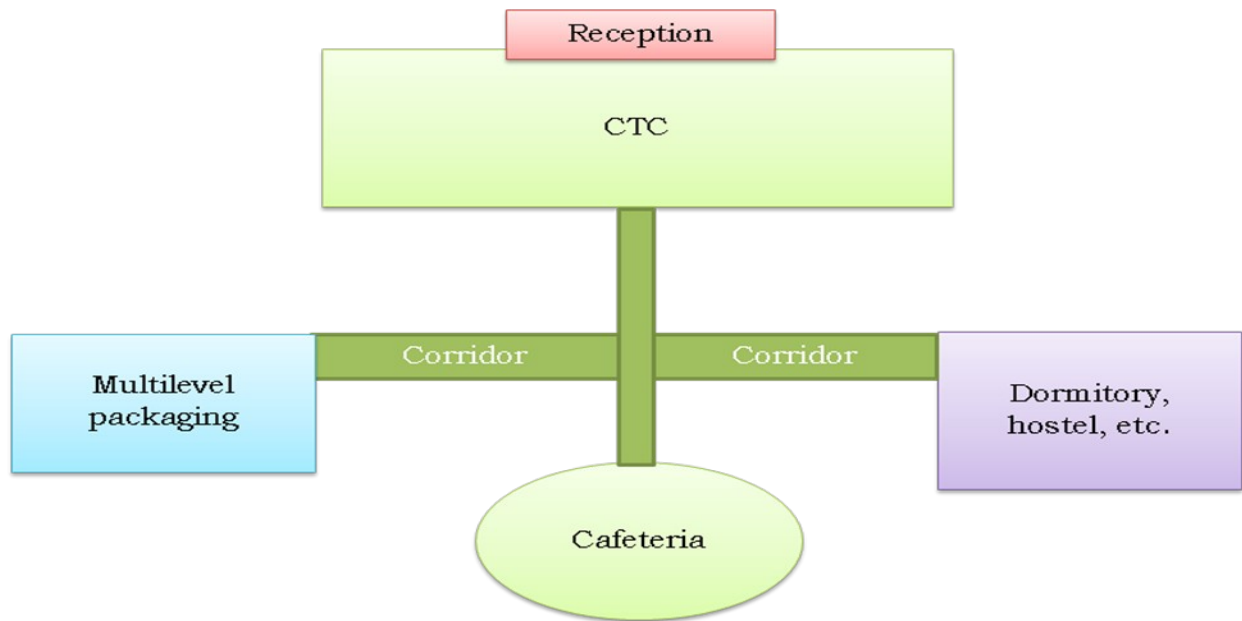 Reception
CTC
Corridor
Corridor
Multilevel
packaging
Dormitory,
hostel, etc.
Cafeteria